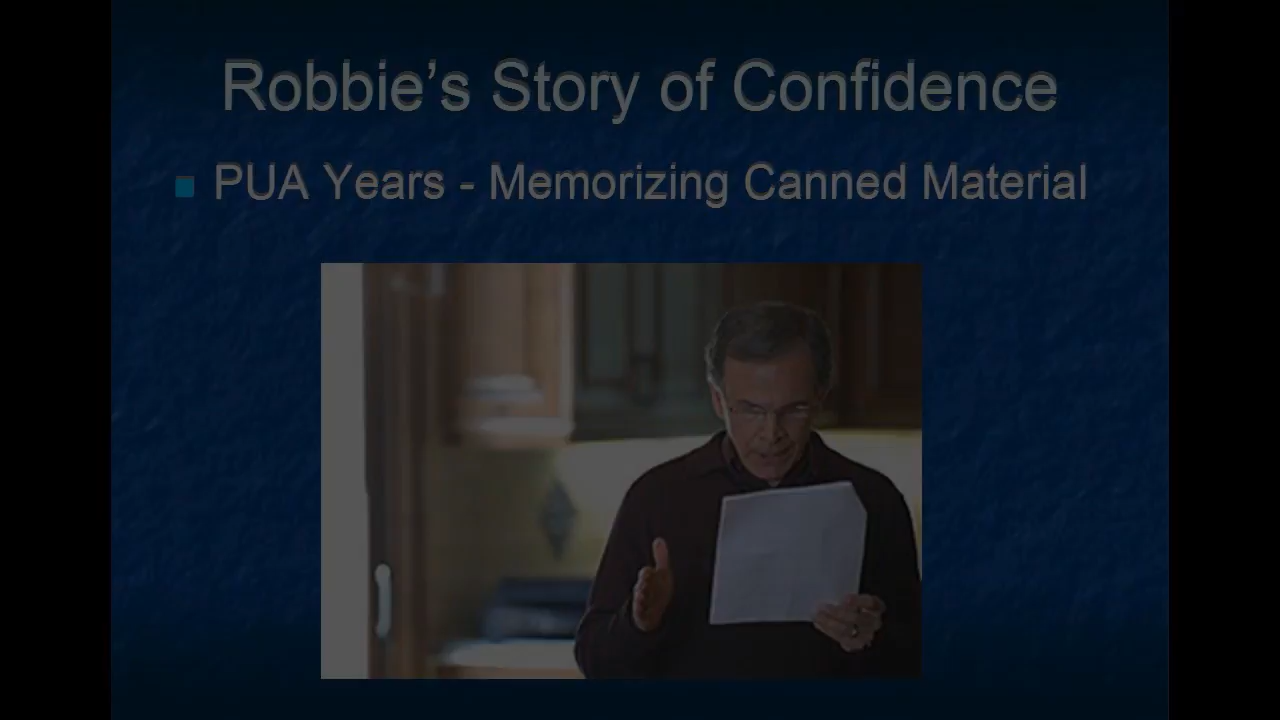 Robbie’s Story of Confidence
PUA Years - Memorizing Canned Material